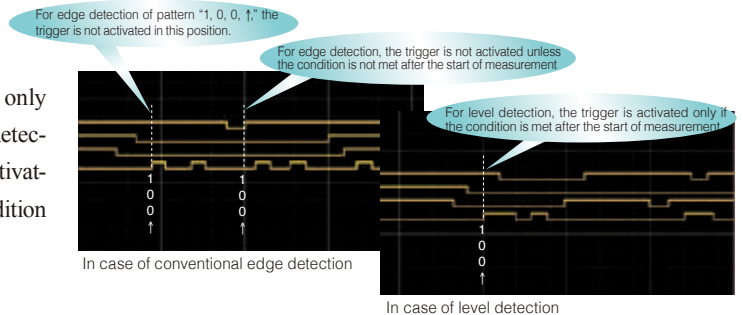 For edge detection of pattern “1, 0, 0, ↑,” the
trigger is not activated in this position.
For edge detection, the trigger is not activated unless
the condition is not met after the start of measurement
only
etec-
tivat-
dition
1
0
0
↑
1
0
0
↑
In case of conventional edge detection
For level detection, the trigger is activated only if
the condition is met after the start of measurement
1
0
0
↑
In case of level detection